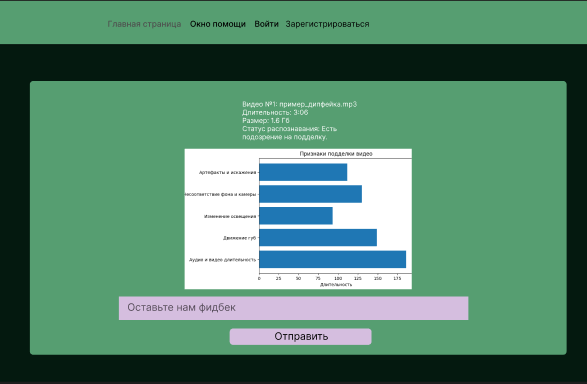 Главная страница Окно помощи Войти Зарегистрироваться
Видео №1: пример_дипфейка.mp3
Длительность: 3:06
Размер: 1.6 Гб
Статус распознавания: Есть
подозрение на подделку.
Признаки подделки видео
Артефакты и искажения
несоответствие фона и камеры
Изменение освещения
Движение губ
Аудио и видео длительность
0 25 50 75 100 125 150 175
Длительность
Оставьте нам фидбек
Отправить